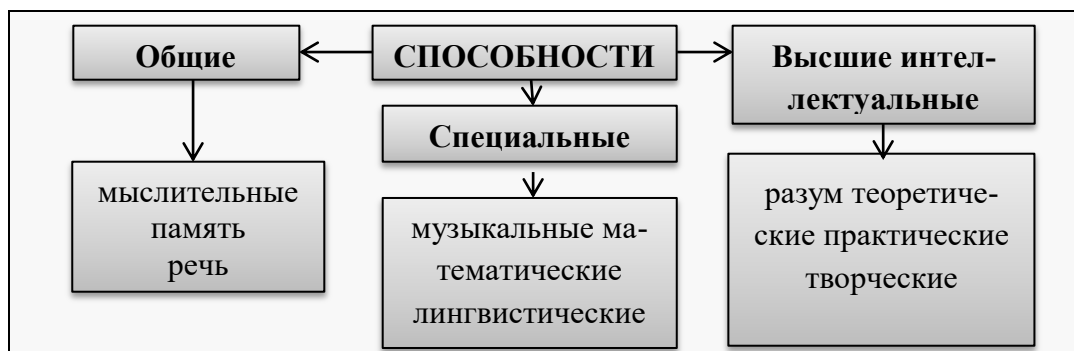 Общие
СПОСОБНОСТИ
Высшие интел-
лектуальные
Специальные
мыслительные
память
речь
музыкальные ма-
тематические
лингвистические
разум теоретиче-
ские практические
творческие